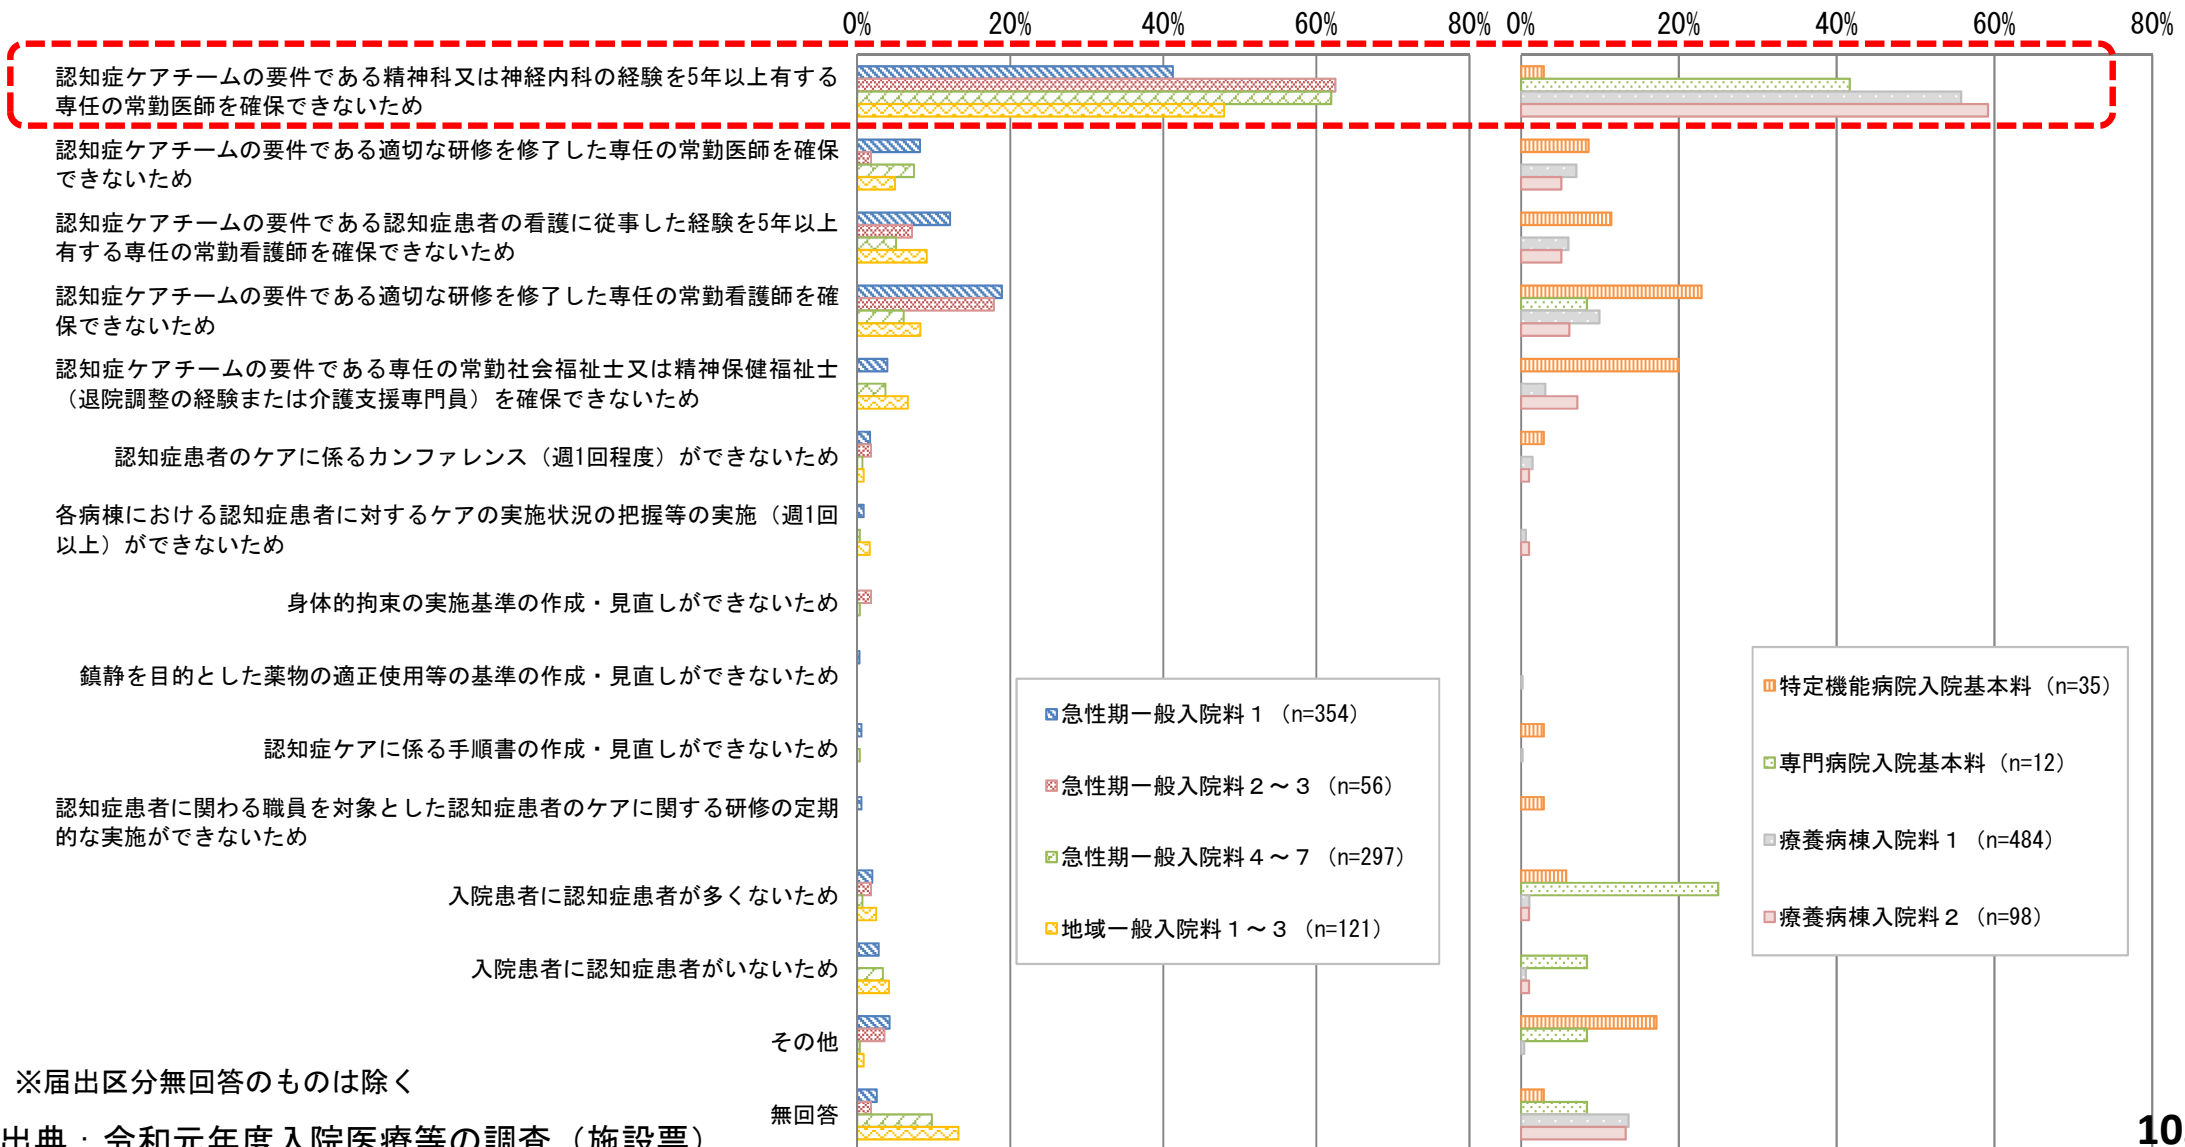 0% 20% 40% 60% 80% 0% 20% 40% 60% 80%
認知症ケアチームの要件である精神科又は神経内科の経験を5年以上有する
専任の常勤医師を確保できないため
認知症ケアチームの要件である適切な研修を修了した専任の常勤医師を確保
できないため
認知症ケアチームの要件である認知症患者の看護に従事した経験を5年以上
有する専任の常勤看護師を確保できないため
認知症ケアチームの要件である適切な研修を修了した専任の常勤看護師を確
保できないため
認知症ケアチームの要件である専任の常勤社会福祉士又は精神保健福祉士
（退院調整の経験または介護支援専門員）を確保できないため
認知症患者のケアに係るカンファレンス（週1回程度）ができないため
各病棟における認知症患者に対するケアの実施状況の把握等の実施（週1回
以上）ができないため
身体的拘束の実施基準の作成・見直しができないため
鎮静を目的とした薬物の適正使用等の基準の作成・見直しができないため
認知症ケアに係る手順書の作成・見直しができないため
認知症患者に関わる職員を対象とした認知症患者のケアに関する研修の定期
的な実施ができないため
入院患者に認知症患者が多くないため
入院患者に認知症患者がいないため
その他
無回答
急性期一般入院料１（n=354）
急性期一般入院料２～３（n=56）
急性期一般入院料４～７（n=297）
地域一般入院料１～３（n=121）
特定機能病院入院基本料（n=35）
専門病院入院基本料（n=12）
療養病棟入院料１（n=484）
療養病棟入院料２（n=98）
※届出区分無回答のものは除く
出典：令和元年度入院医療等の調査（施設票）
10